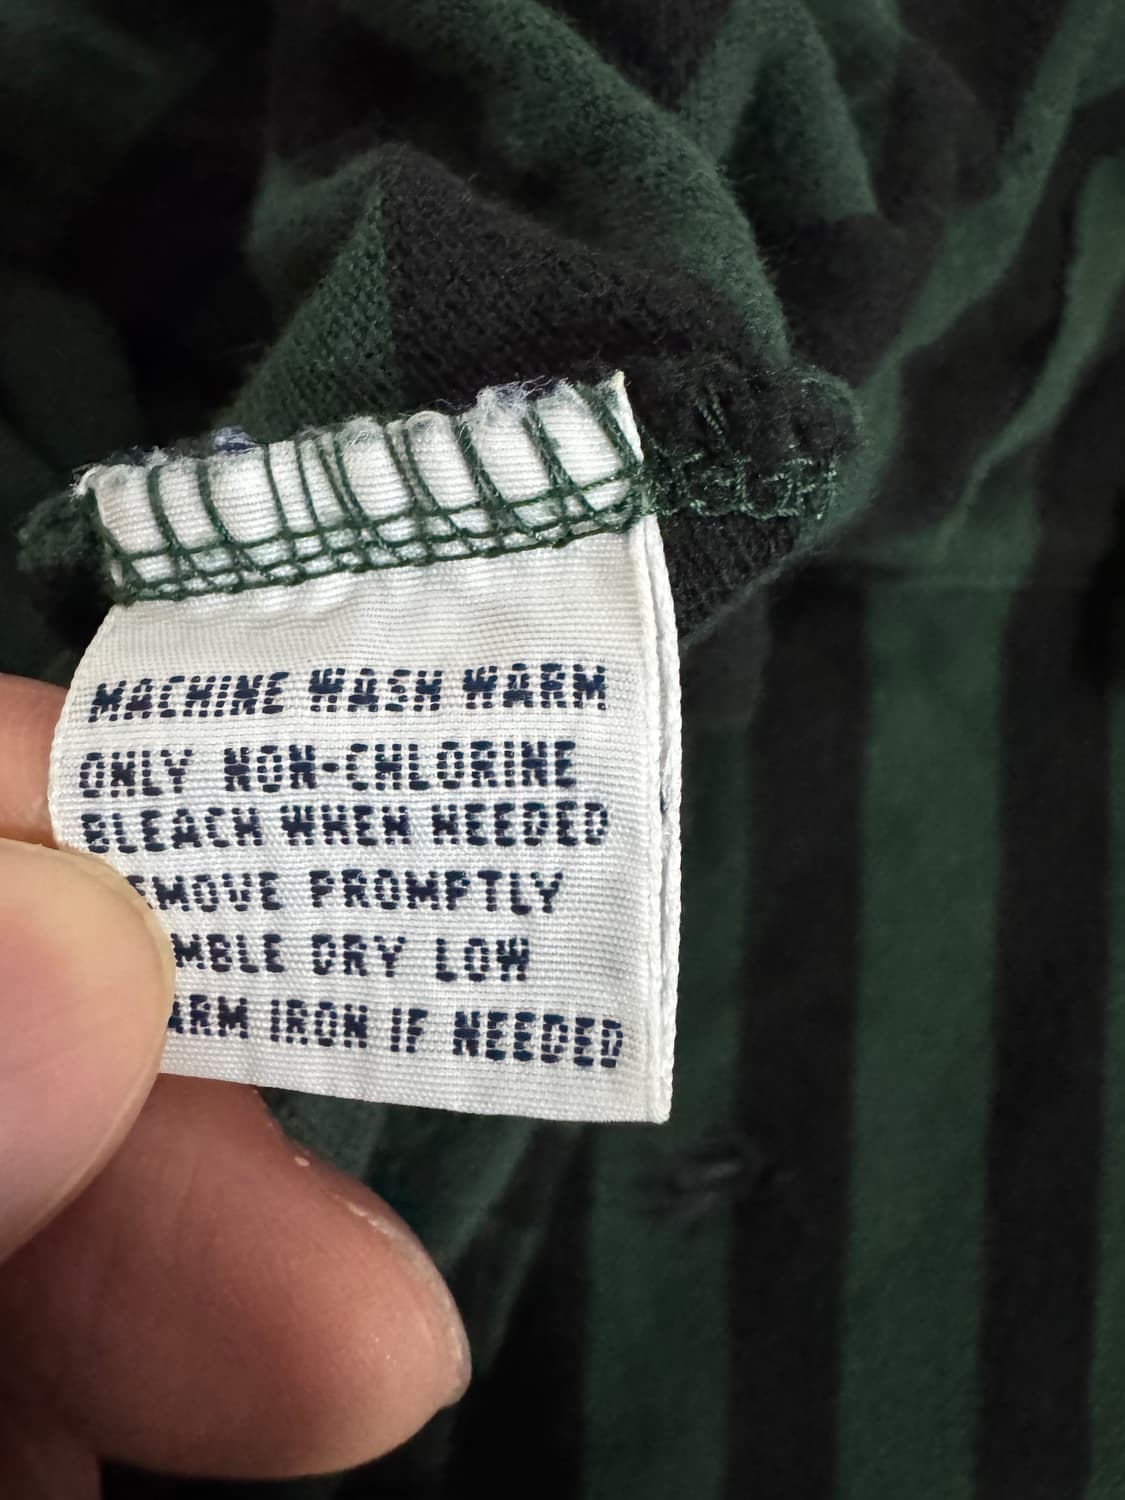 MACHINE WASH WARM
ONLY NON-CHLORINE
BLEACH WHEN NEEDED
EMOVE PROMPTLY
MBLE DRY LOW
ARM IRON IF NEEDED